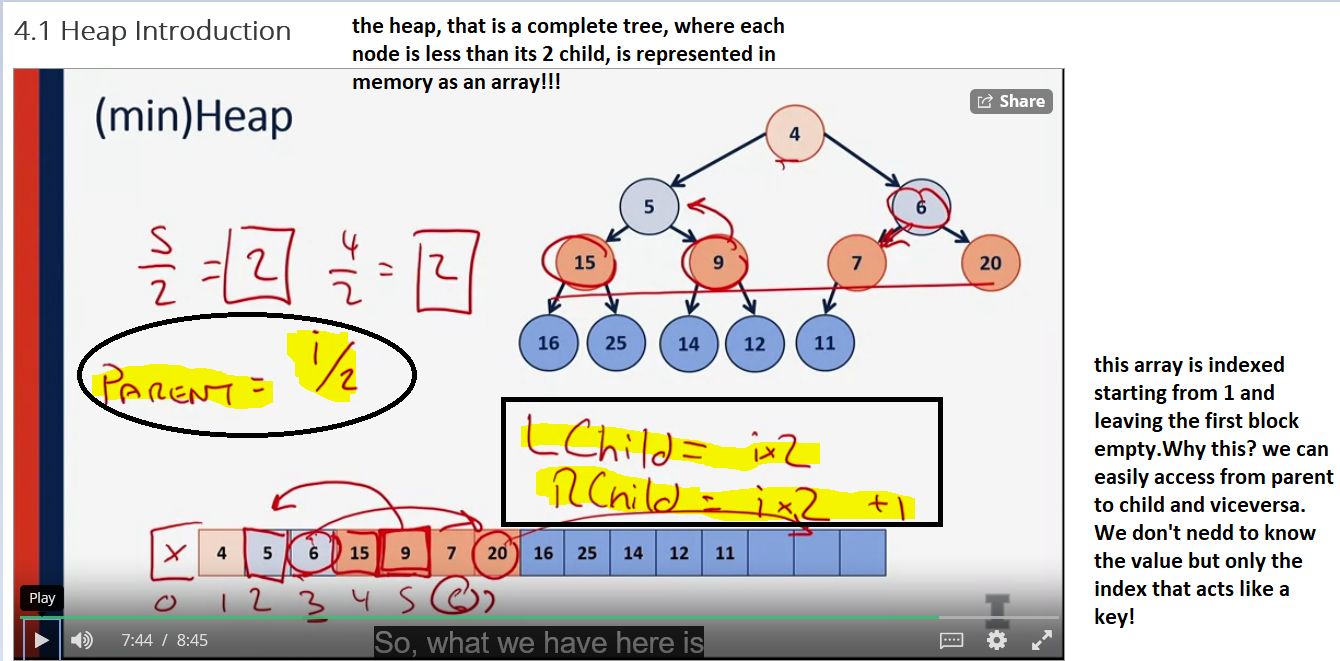 4.1 Heap Introduction
the heap, that is a complete tree, where each
node is less than its 2 child, is represented in
memory as an array!!!
(min)Heap
Share
4
5
6
5/2 = 2
4/2 = 2
15
9
7
20
16
25
14
12
11
PARENT = i/2
LChild = i×2
RChild = i×2 +1
this array is indexed
starting from 1 and
leaving the first block
empty.Why this? we can
easily access from parent
to child and viceversa.
We don't nedd to know
the value but only the
index that acts like a
key!
X 4 5 6 15 9 7 20 16 25 14 12 11
0 1 2 3 4 5 6 7
Play
7:44 / 8:45
So, what we have here is